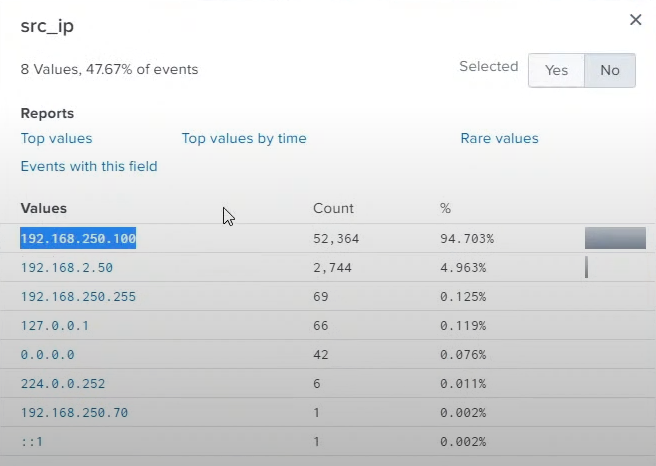 src_ip
8 Values, 47.67% of events
Selected Yes No
Reports
Top values Top values by time Rare values
Events with this field
Values Count %
192.168.250.100 52,364 94.703%
192.168.2.50 2,744 4.963%
192.168.250.255 69 0.125%
127.0.0.1 66 0.119%
0.0.0.0 42 0.076%
224.0.0.252 6 0.011%
192.168.250.70 1 0.002%
::1 1 0.002%